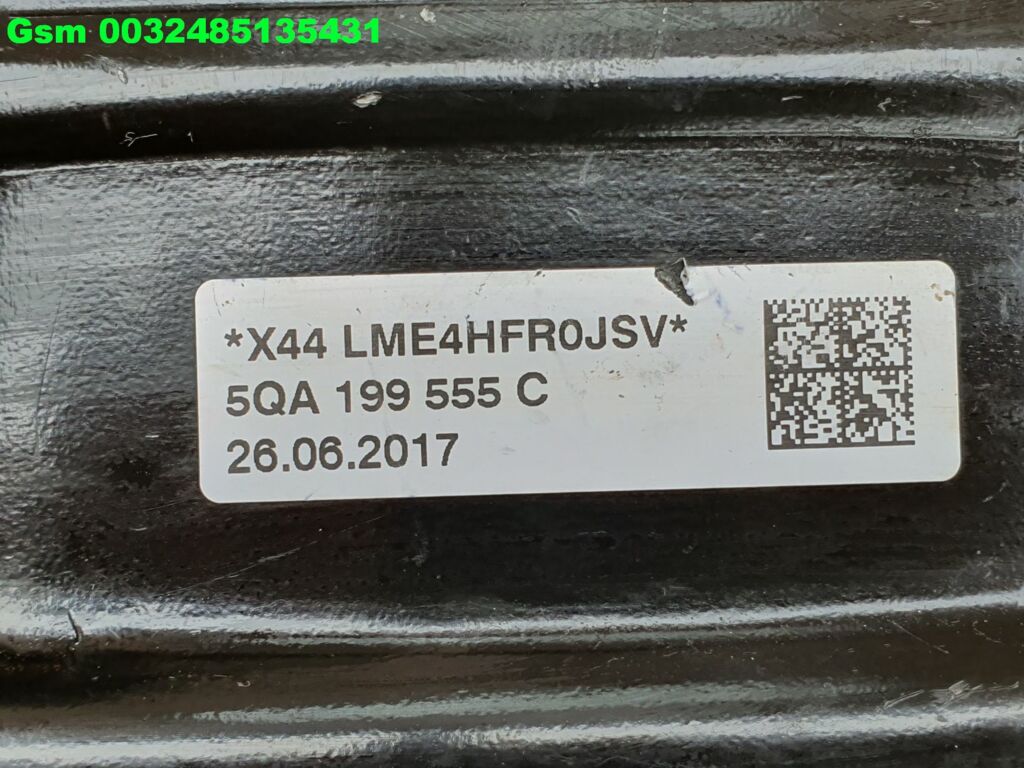 Gsm 0032485135431
*X44 LME4HFR0JSV*
5QA 199 555 C
26.06.2017